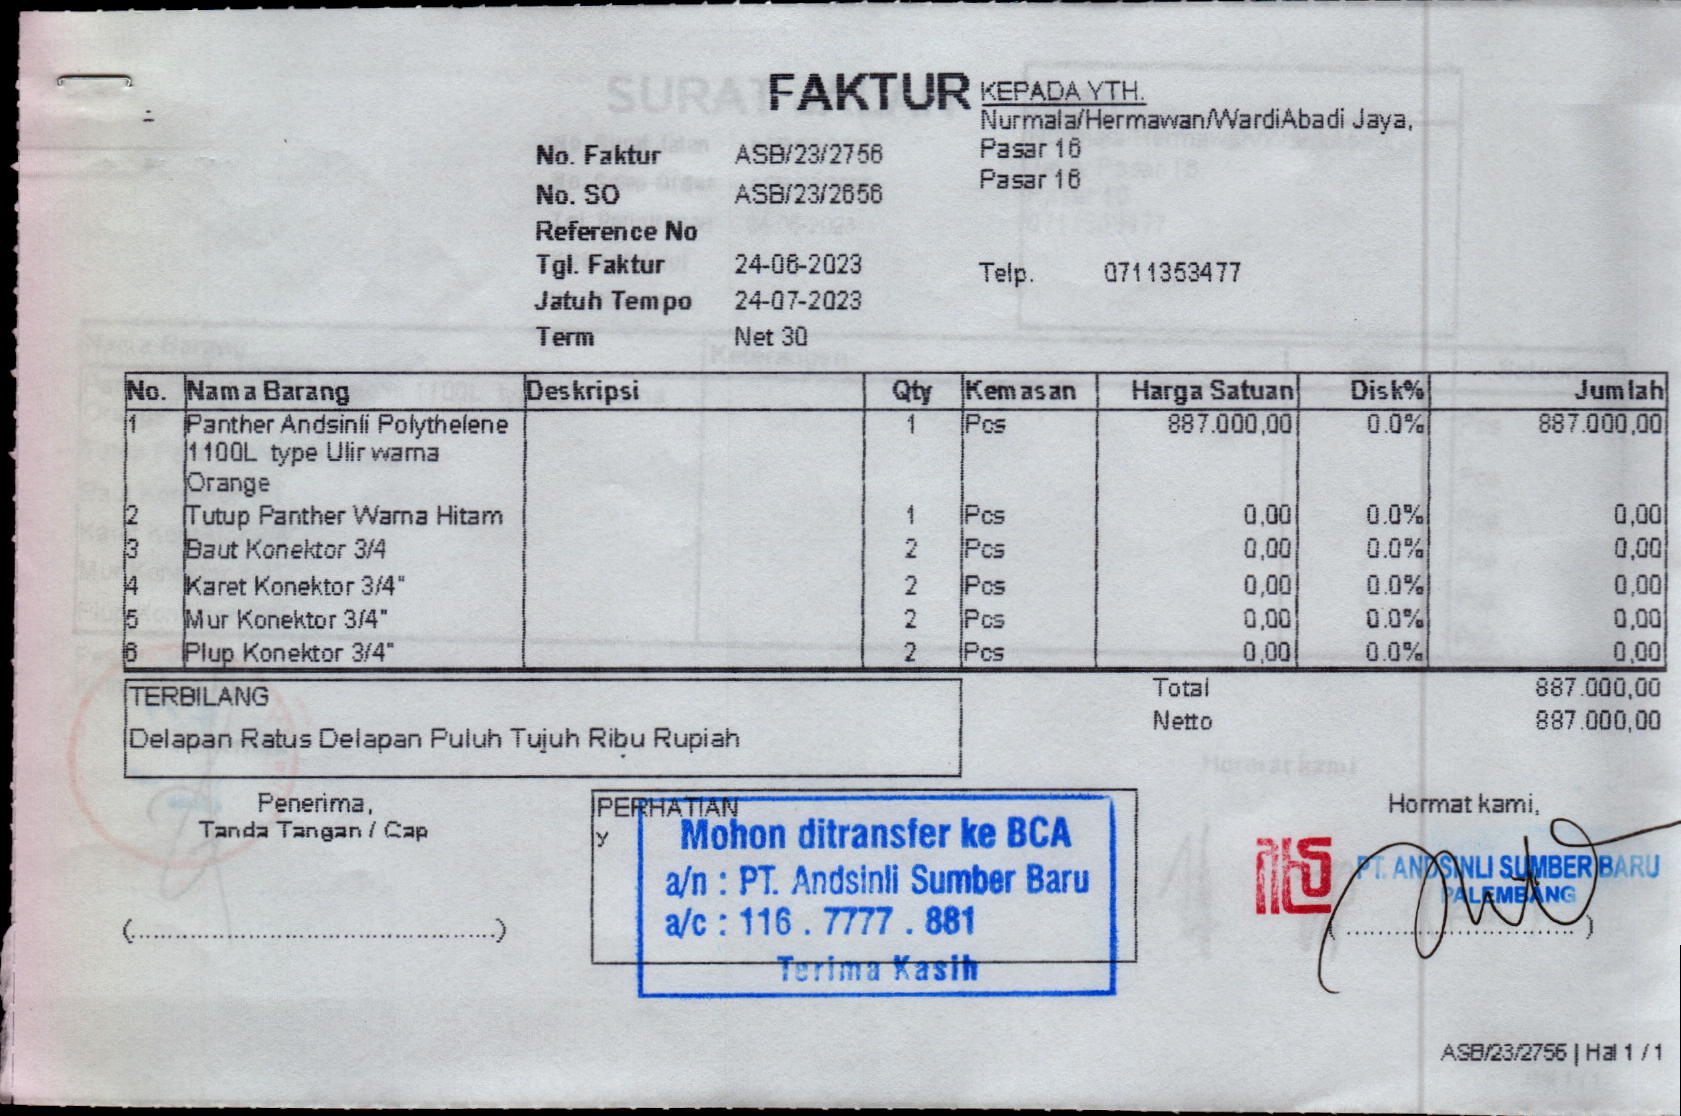 FAKTUR
KEPADA YTH.
Nurmala/Hermawan/WardiAbadi Jaya,
Pasar 16
Pasar 16
Telp. 0711353477
No. Faktur ASB/23/2756
No. SO ASB/23/2656
Reference No
Tgl. Faktur 24-06-2023
Jatuh Tempo 24-07-2023
Term Net 30
No. Nama Barang Deskripsi Qty Kemasan Harga Satuan Disk% Jumlah
1 Panther Andsinli Polythelene 1 Pcs 887.000,00 0.0% 887.000,00
1100L type Ulir warna
Orange
2 Tutup Panther Warna Hitam 1 Pcs 0,00 0.0% 0,00
3 Baut Konektor 3/4 2 Pcs 0,00 0.0% 0,00
4 Karet Konektor 3/4" 2 Pcs 0,00 0.0% 0,00
5 Mur Konektor 3/4" 2 Pcs 0,00 0.0% 0,00
6 Plup Konektor 3/4" 2 Pcs 0,00 0.0% 0,00
TERBILANG
Delapan Ratus Delapan Puluh Tujuh Ribu Rupiah
Total 887.000,00
Netto 887.000,00
Penerima,
Tanda Tangan / Cap
(................................................)
PERHATIAN
y
Mohon ditransfer ke BCA
a/n : PT. Andsinli Sumber Baru
a/c : 116 . 7777 . 881
Terima Kasih
Hormat kami,
PT. ANDSINLI SUMBER BARU
PALEMBANG
ASB/23/2756 | Hal 1 / 1